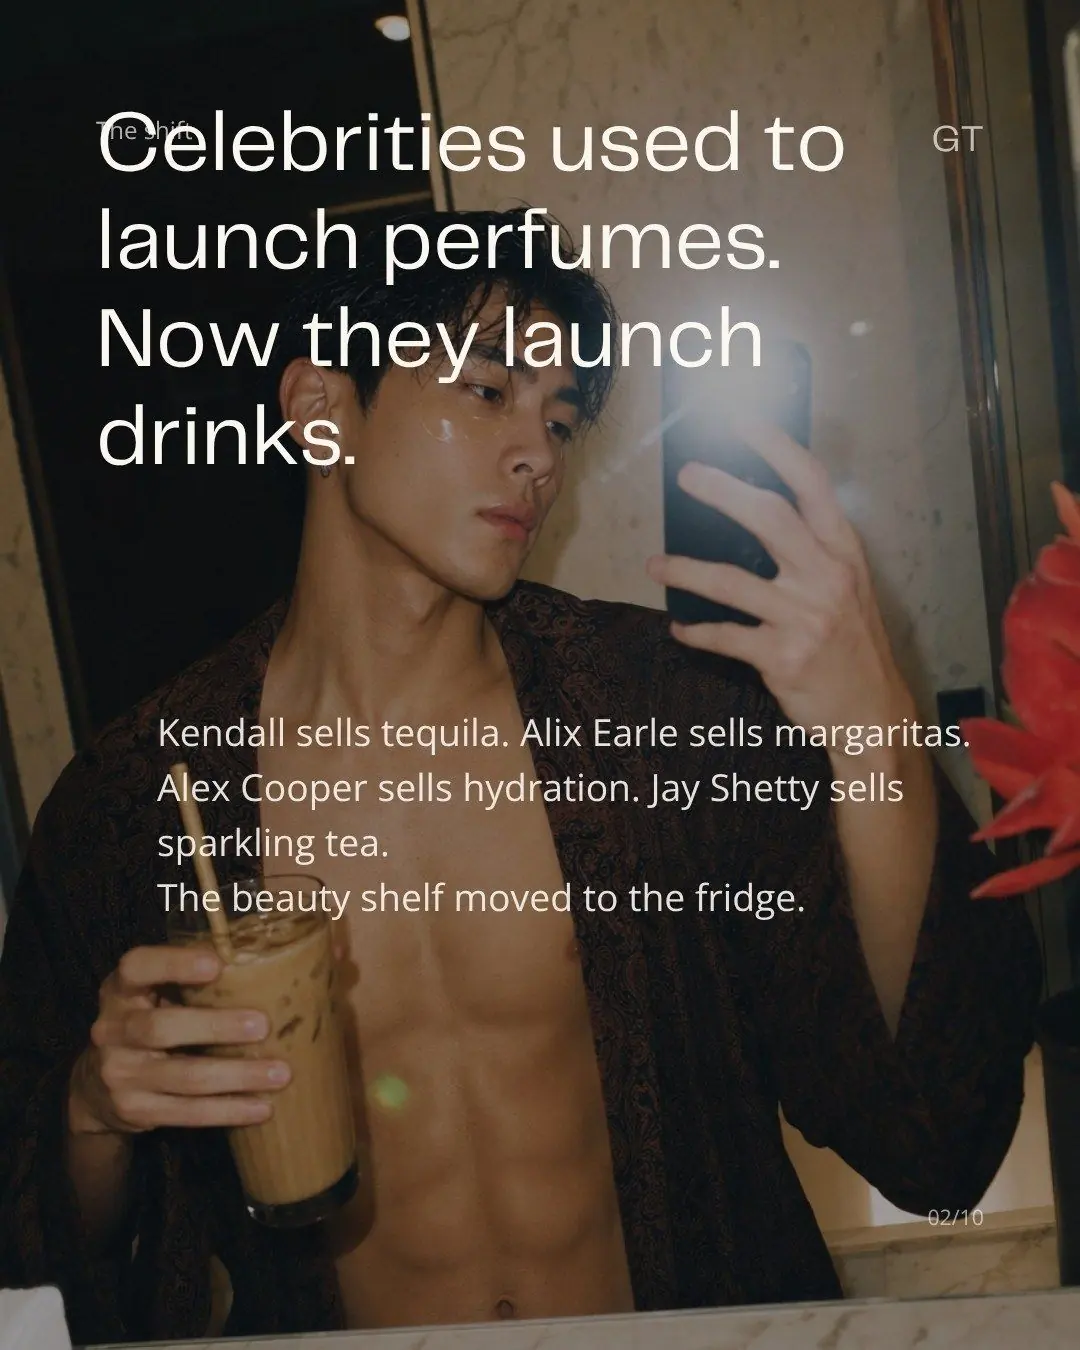 The shift
GT
Celebrities used to
launch perfumes.
Now they launch
drinks.
Kendall sells tequila. Alix Earle sells margaritas.
Alex Cooper sells hydration. Jay Shetty sells
sparkling tea.
The beauty shelf moved to the fridge.
02/10